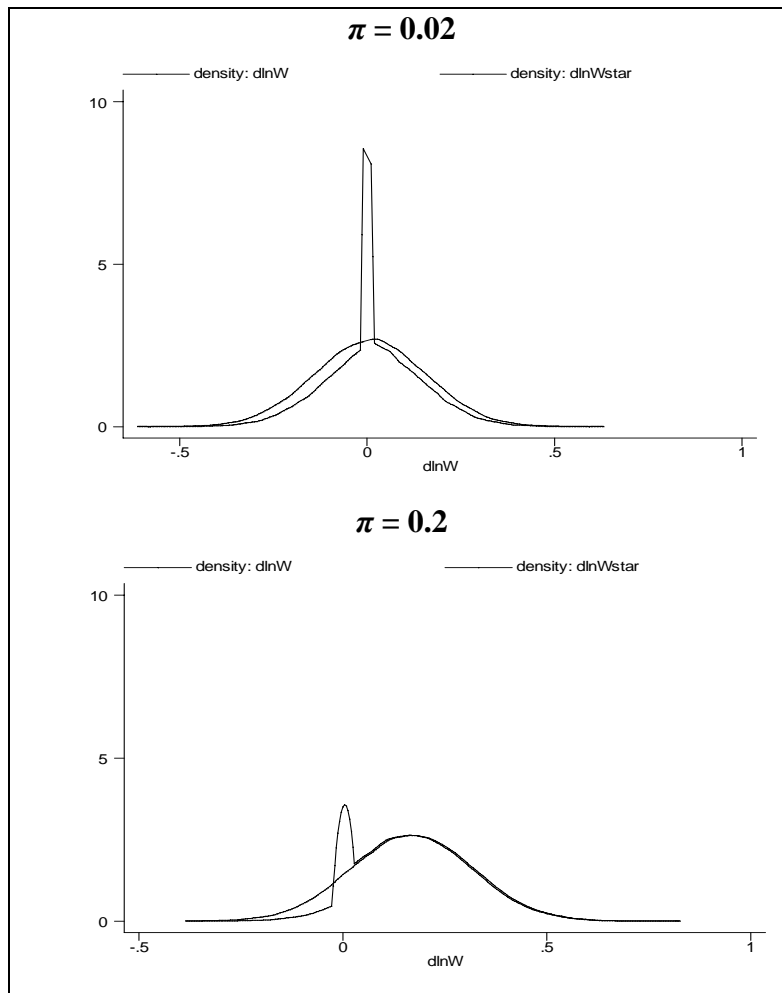 π = 0.02
density: dlnW density: dlnWstar
10
5
0
-.5 0 .5 1
dlnW
π = 0.2
density: dlnW density: dlnWstar
10
5
0
-.5 0 .5 1
dlnW